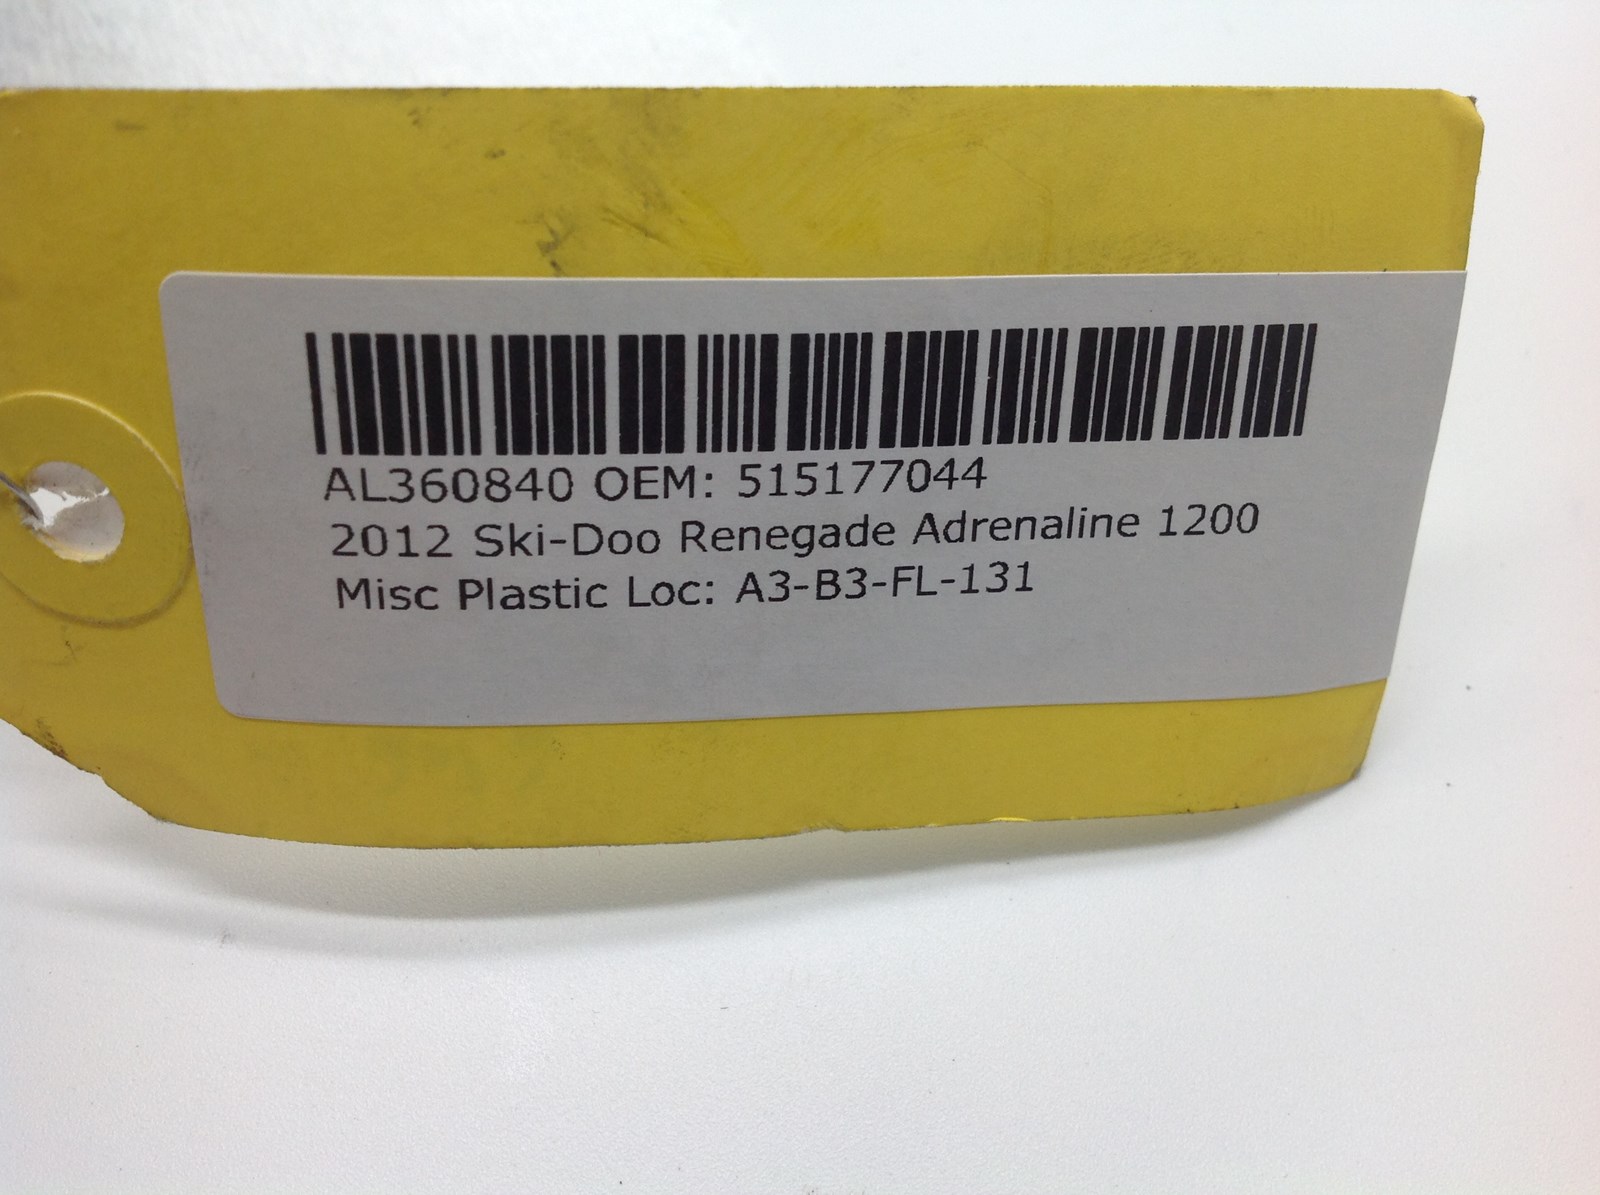 AL360840 OEM: 515177044
2012 Ski-Doo Renegade Adrenaline 1200
Misc Plastic Loc: A3-B3-FL-131